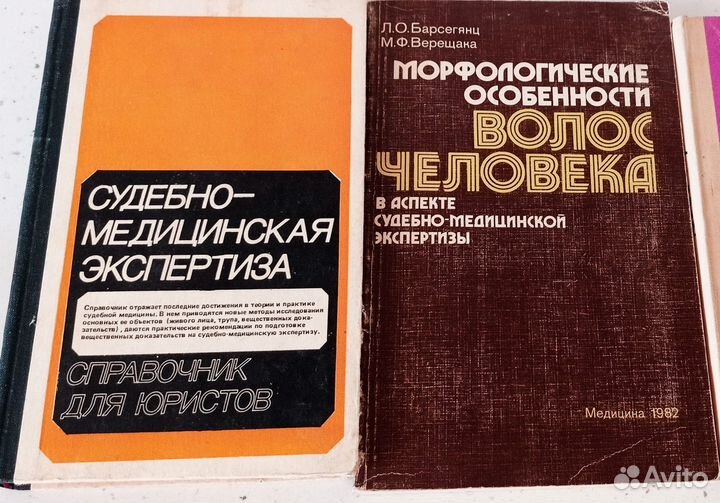 СУДЕБНО–
МЕДИЦИНСКАЯ
ЭКСПЕРТИЗА
Справочник отражает последние достижения в теории и практике
судебной медицины. В нем приводятся новые методы исследования
основных ее объектов (живого лица, трупа, вещественных дока-
зательств), даются практические рекомендации по подготовке
вещественных доказательств на судебно-медицинскую экспертизу.
СПРАВОЧНИК
ДЛЯ ЮРИСТОВ
Л.О.Барсегянц
М.Ф.Верещака
МОРФОЛОГИЧЕСКИЕ
ОСОБЕННОСТИ
ВОЛОС
ЧЕЛОВЕКА
В АСПЕКТЕ
СУДЕБНО-МЕДИЦИНСКОЙ
ЭКСПЕРТИЗЫ
Медицина 1982
Avito